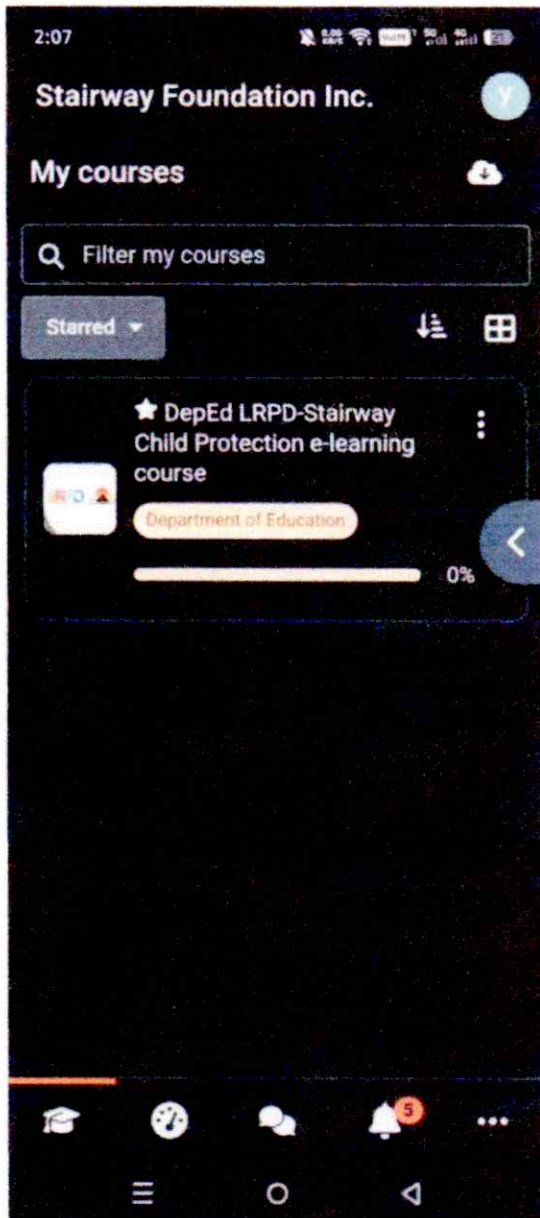 2:07
Stairway Foundation Inc.
Y
My courses
Filter my courses
Starred
DepEd LRPD-Stairway
Child Protection e-learning
course
Department of Education
0%
5